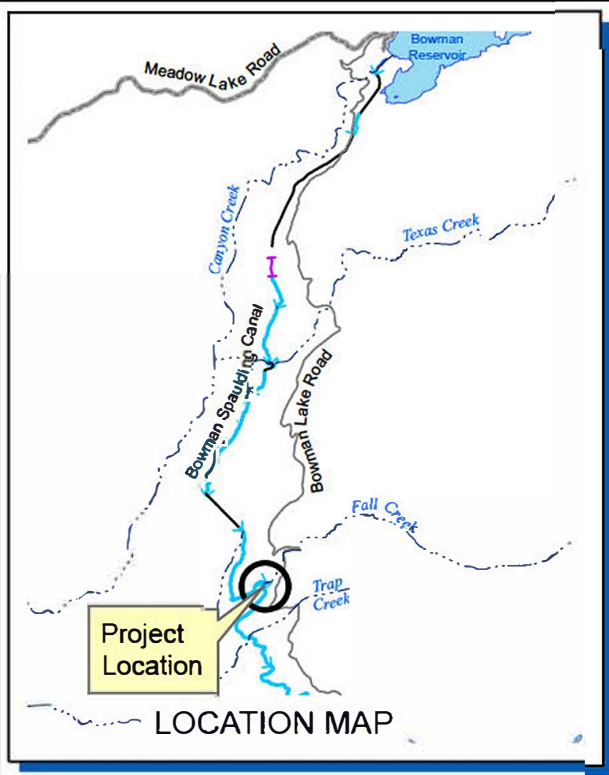 Bowman
Reservoir
Meadow Lake Road
Canyon Creek
Texas Creek
Bowman Spaulding Canal
Bowman Lake Road
Fall Creek
Trap
Creek
Project
Location
LOCATION MAP